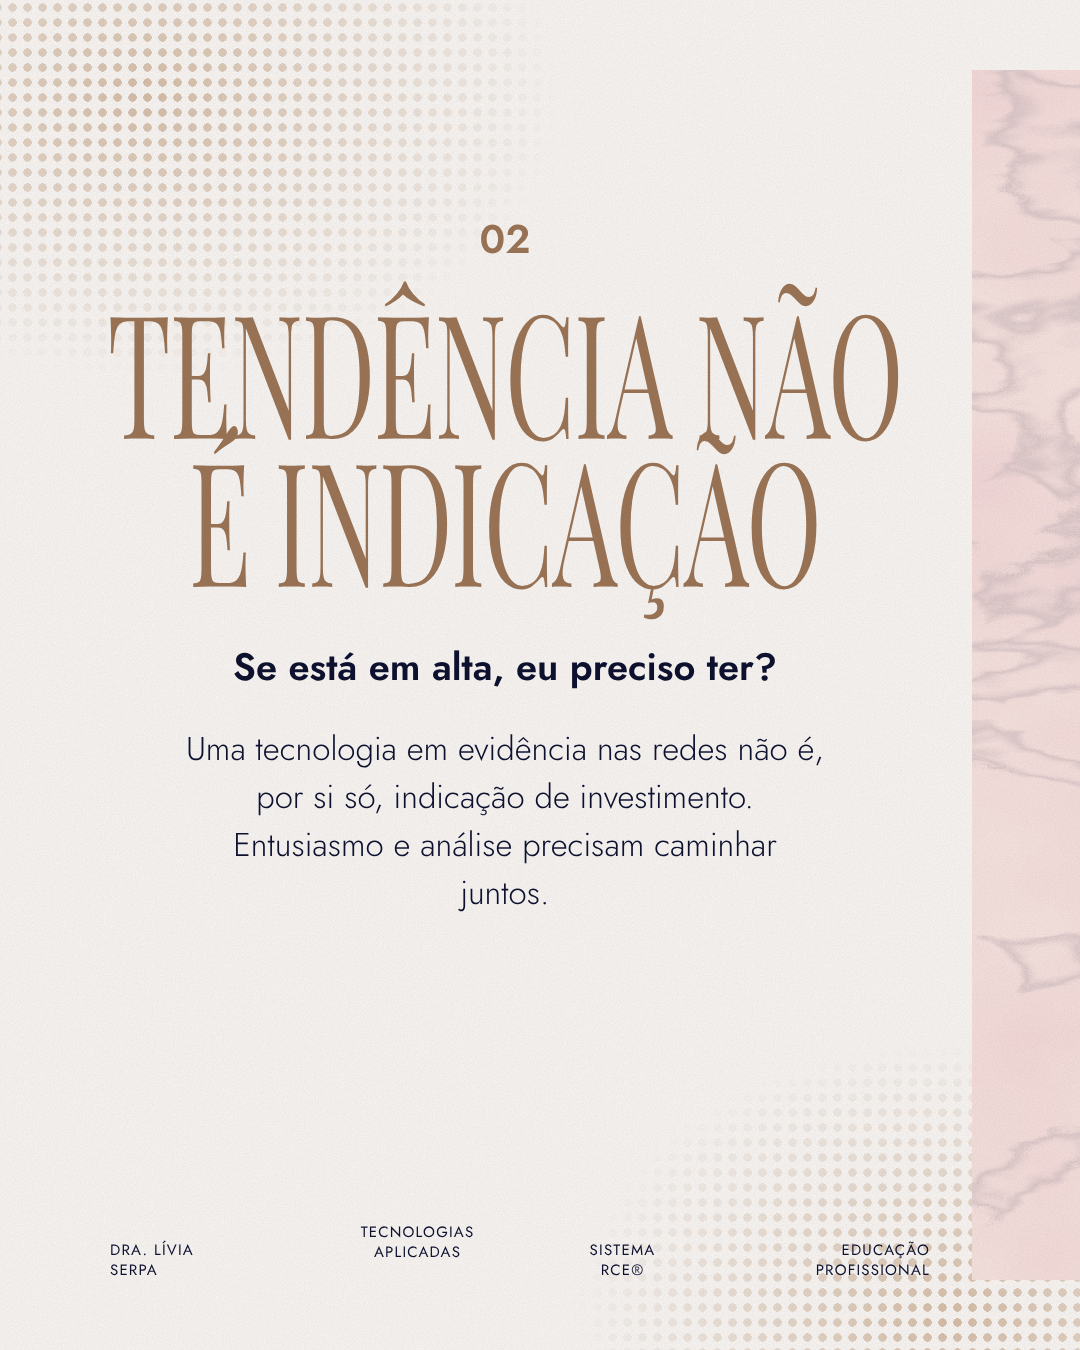 02
TENDÊNCIA NÃO
É INDICAÇÃO
Se está em alta, eu preciso ter?
Uma tecnologia em evidência nas redes não é,
por si só, indicação de investimento.
Entusiasmo e análise precisam caminhar
juntos.
DRA. LÍVIA
SERPA
TECNOLOGIAS
APLICADAS
SISTEMA
RCE®
EDUCAÇÃO
PROFISSIONAL